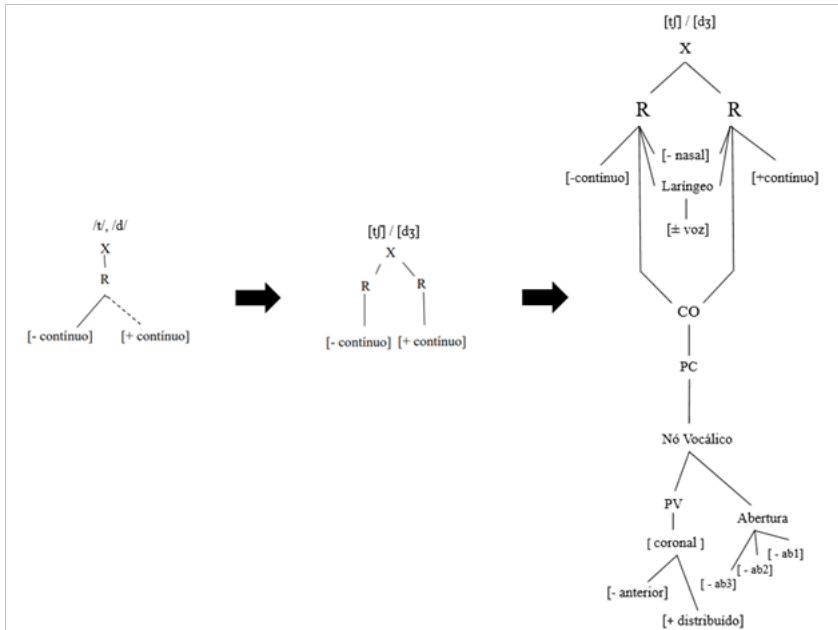 /t/, /d/
X
R
[- contínuo] [+ contínuo]
[tʃ] / [dʒ]
X
R R
[- contínuo] [+ contínuo]
[tʃ] / [dʒ]
X
R R
[- nasal]
[-contínuo] Laríngeo [+contínuo]
[± voz]
CO
PC
Nó Vocálico
PV
Abertura
[ coronal ]
[- ab1]
[- ab2]
[- ab3]
[- anterior]
[+ distribuído]